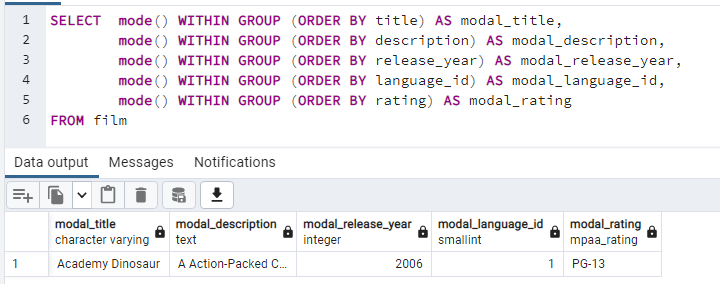 1 SELECT  mode() WITHIN GROUP (ORDER BY title) AS modal_title,
2         mode() WITHIN GROUP (ORDER BY description) AS modal_description,
3         mode() WITHIN GROUP (ORDER BY release_year) AS modal_release_year,
4         mode() WITHIN GROUP (ORDER BY language_id) AS modal_language_id,
5         mode() WITHIN GROUP (ORDER BY rating) AS modal_rating
6 FROM film
Data output Messages Notifications
modal_title modal_description modal_release_year modal_language_id modal_rating
character varying text integer smallint mpaa_rating
1 Academy Dinosaur A Action-Packed C... 2006 1 PG-13